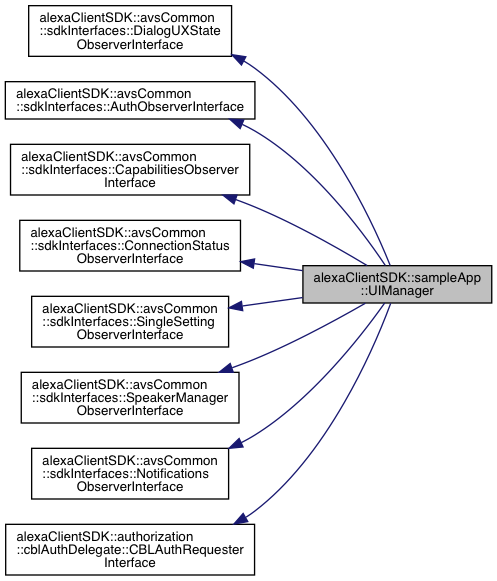 alexaClientSDK::avsCommon
::sdkInterfaces::DialogUXState
ObserverInterface
alexaClientSDK::avsCommon
::sdkInterfaces::AuthObserverInterface
alexaClientSDK::avsCommon
::sdkInterfaces::CapabilitiesObserver
Interface
alexaClientSDK::avsCommon
::sdkInterfaces::ConnectionStatus
ObserverInterface
alexaClientSDK::sampleApp
::UIManager
alexaClientSDK::avsCommon
::sdkInterfaces::SingleSetting
ObserverInterface
alexaClientSDK::avsCommon
::sdkInterfaces::SpeakerManager
ObserverInterface
alexaClientSDK::avsCommon
::sdkInterfaces::Notifications
ObserverInterface
alexaClientSDK::authorization
::cblAuthDelegate::CBLAuthRequester
Interface